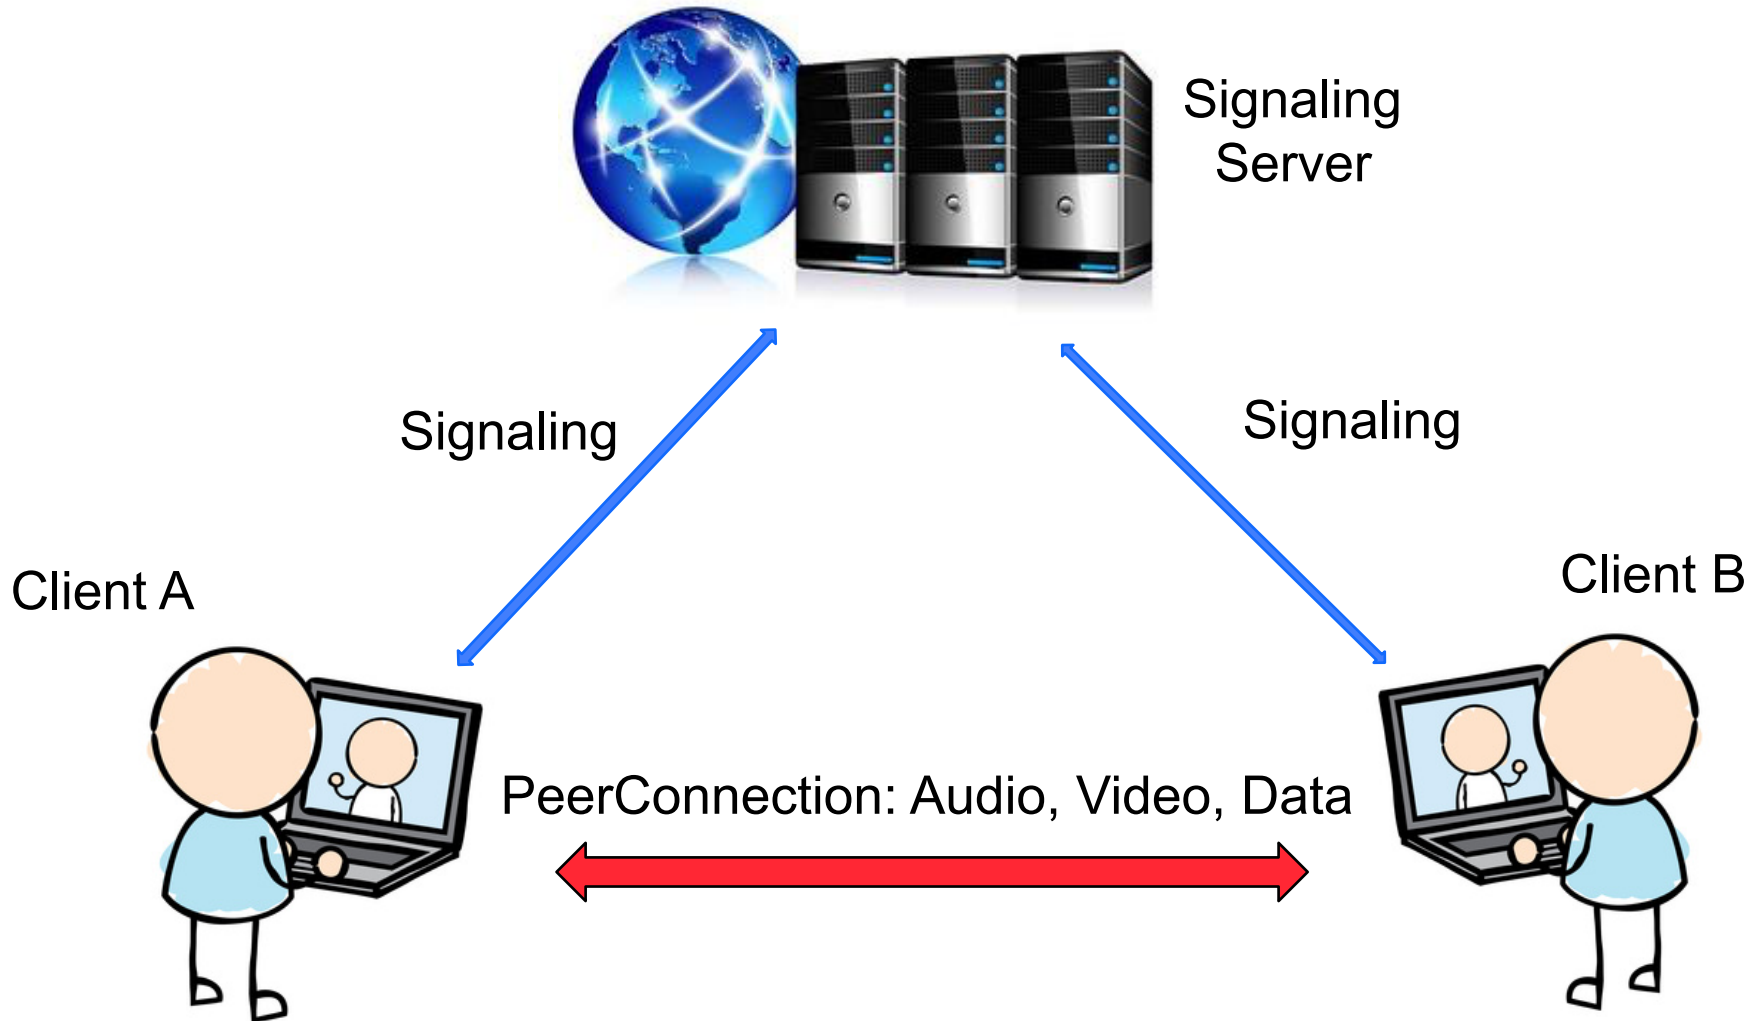 Signaling
Server
Signaling
Signaling
Client A
Client B
PeerConnection: Audio, Video, Data